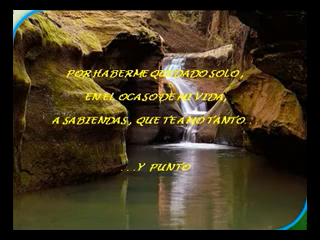 POR HABERME QUEDADO SOLO,
EN EL OCASO DE MI VIDA,
A SABIENDAS, QUE TE AMO TANTO.
...Y PUNTO